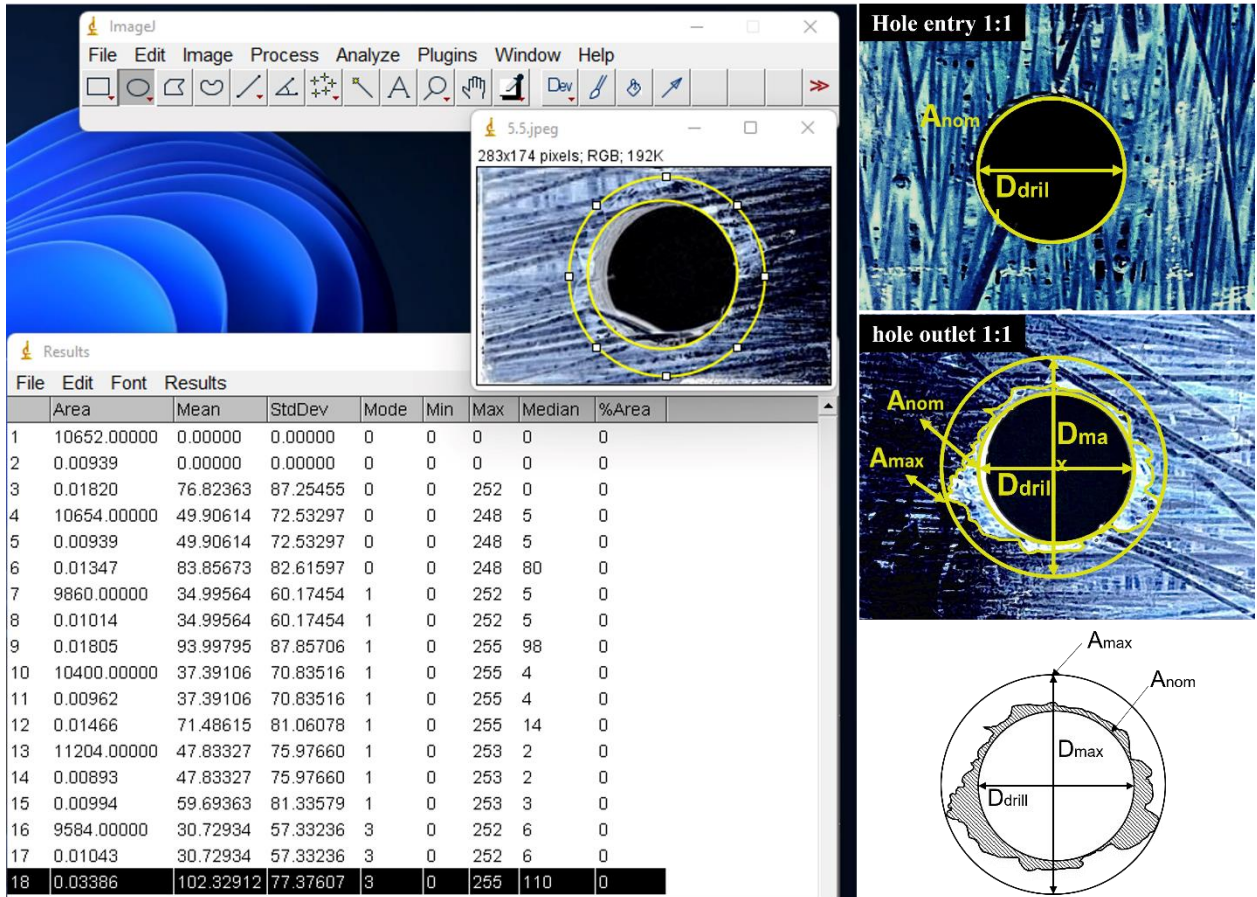 ImageJ
File Edit Image Process Analyze Plugins Window Help
Dev
5.5.jpeg
283x174 pixels; RGB; 192K
Results
File Edit Font Results
Area Mean StdDev Mode Min Max Median %Area
1 10652.00000 0.00000 0.00000 0 0 0 0 0
2 0.00939 0.00000 0.00000 0 0 0 0 0
3 0.01820 76.82363 87.25455 0 0 252 0 0
4 10654.00000 49.90614 72.53297 0 0 248 5 0
5 0.00939 49.90614 72.53297 0 0 248 5 0
6 0.01347 83.85673 82.61597 0 0 248 80 0
7 9860.00000 34.99564 60.17454 1 0 252 5 0
8 0.01014 34.99564 60.17454 1 0 252 5 0
9 0.01805 93.99795 87.85706 1 0 255 98 0
10 10400.00000 37.39106 70.83516 1 0 255 4 0
11 0.00962 37.39106 70.83516 1 0 255 4 0
12 0.01466 71.48615 81.06078 1 0 255 14 0
13 11204.00000 47.83327 75.97660 1 0 253 2 0
14 0.00893 47.83327 75.97660 1 0 253 2 0
15 0.00994 59.69363 81.33579 1 0 253 3 0
16 9584.00000 30.72934 57.33236 3 0 252 6 0
17 0.01043 30.72934 57.33236 3 0 252 6 0
18 0.03386 102.32912 77.37607 3 0 255 110 0
Hole entry 1:1
Anom
Ddril
l
hole outlet 1:1
Anom
Amax
Dma
x
Ddril
Amax
Anom
Dmax
Ddrill